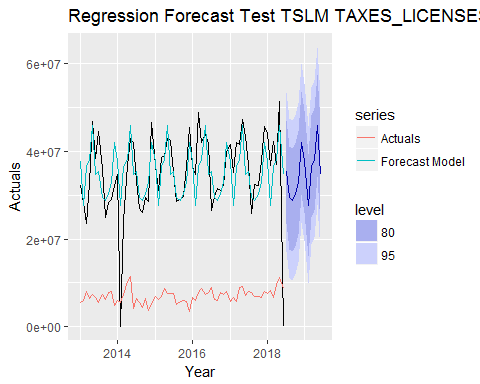 Regression Forecast Test TSLM TAXES_LICENSES
6e+07
4e+07
2e+07
0e+00
Actuals
2014
2016
2018
Year
series
Actuals
Forecast Model
level
80
95